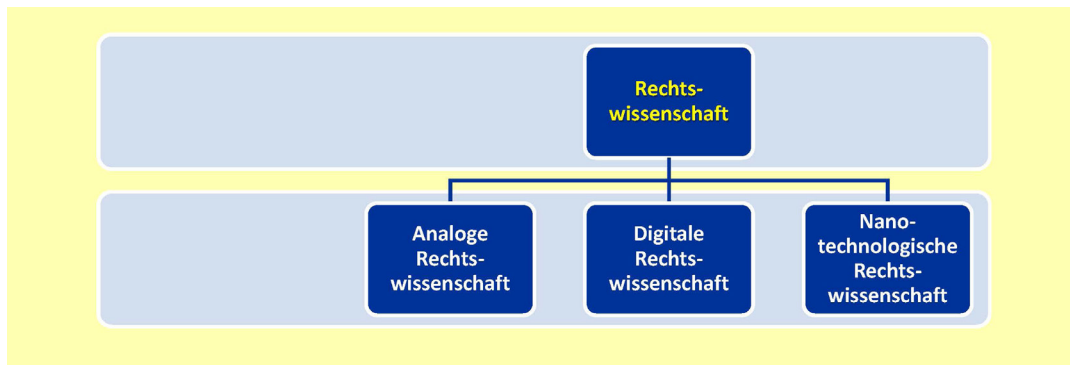 Rechts-
wissenschaft
Analoge
Rechts-
wissenschaft
Digitale
Rechts-
wissenschaft
Nano-
technologische
Rechts-
wissenschaft